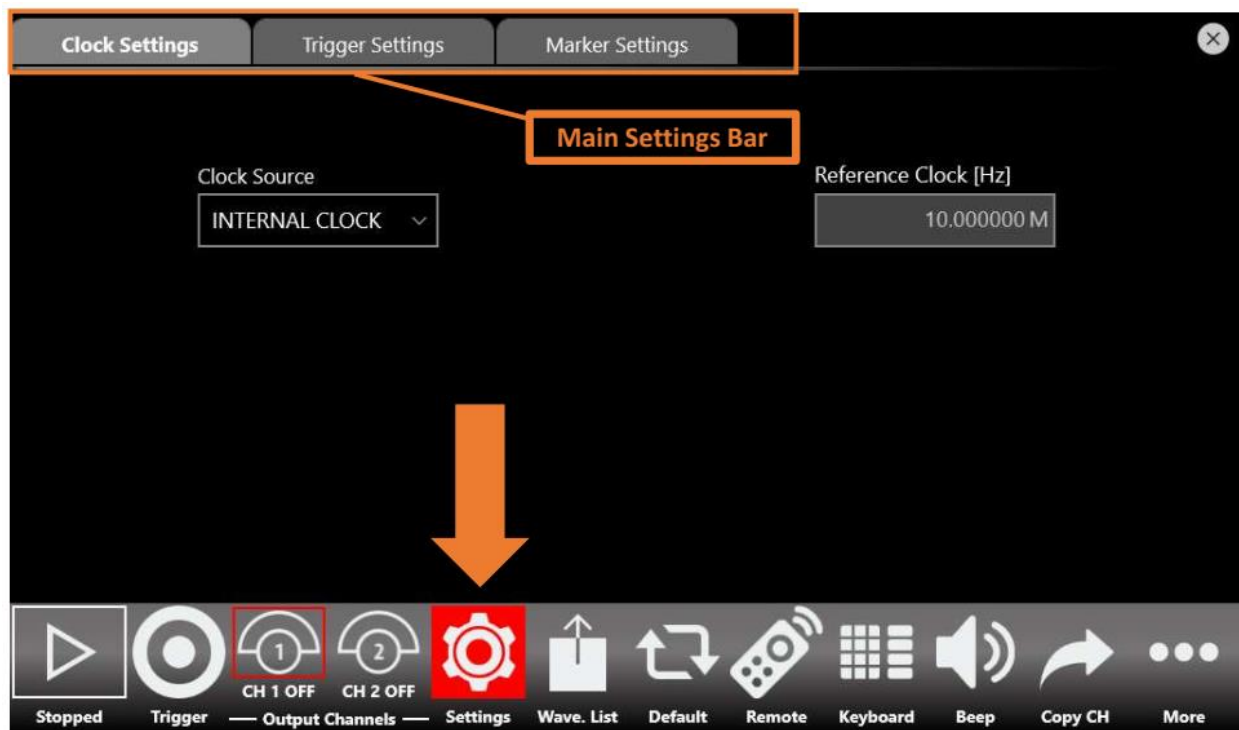 Clock Settings Trigger Settings Marker Settings
Main Settings Bar
Clock Source Reference Clock [Hz]
INTERNAL CLOCK 10.000000 M
1 2
CH 1 OFF CH 2 OFF
Stopped Trigger Output Channels Settings Wave. List Default Remote Keyboard Beep Copy CH More